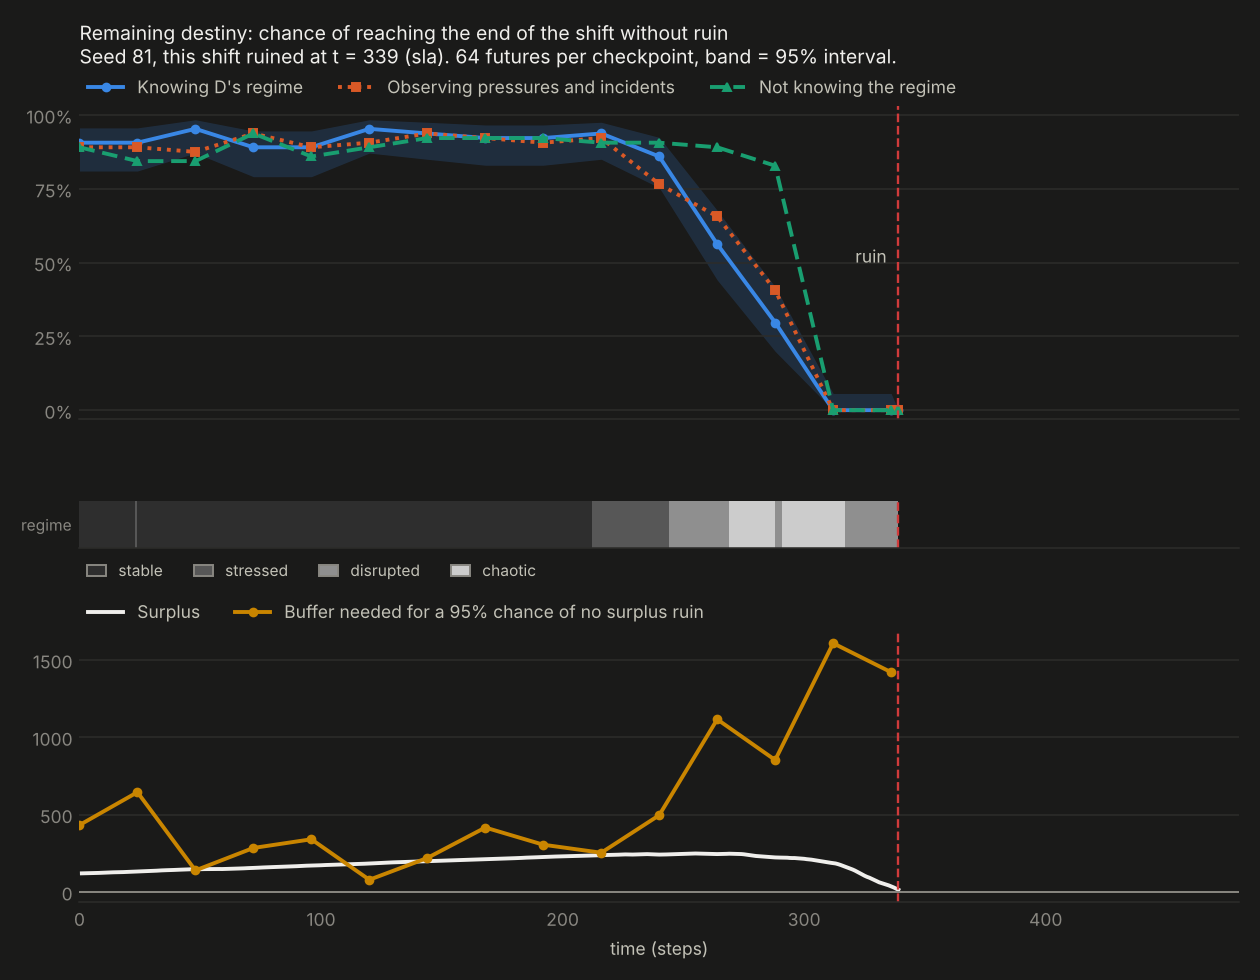 Remaining destiny: chance of reaching the end of the shift without ruin
Seed 81, this shift ruined at t = 339 (sla). 64 futures per checkpoint, band = 95% interval.
Knowing D's regime Observing pressures and incidents Not knowing the regime
100%
75%
50%
ruin
25%
0%
regime
stable stressed disrupted chaotic
Surplus Buffer needed for a 95% chance of no surplus ruin
1500
1000
500
0
0 100 200 300 400
time (steps)